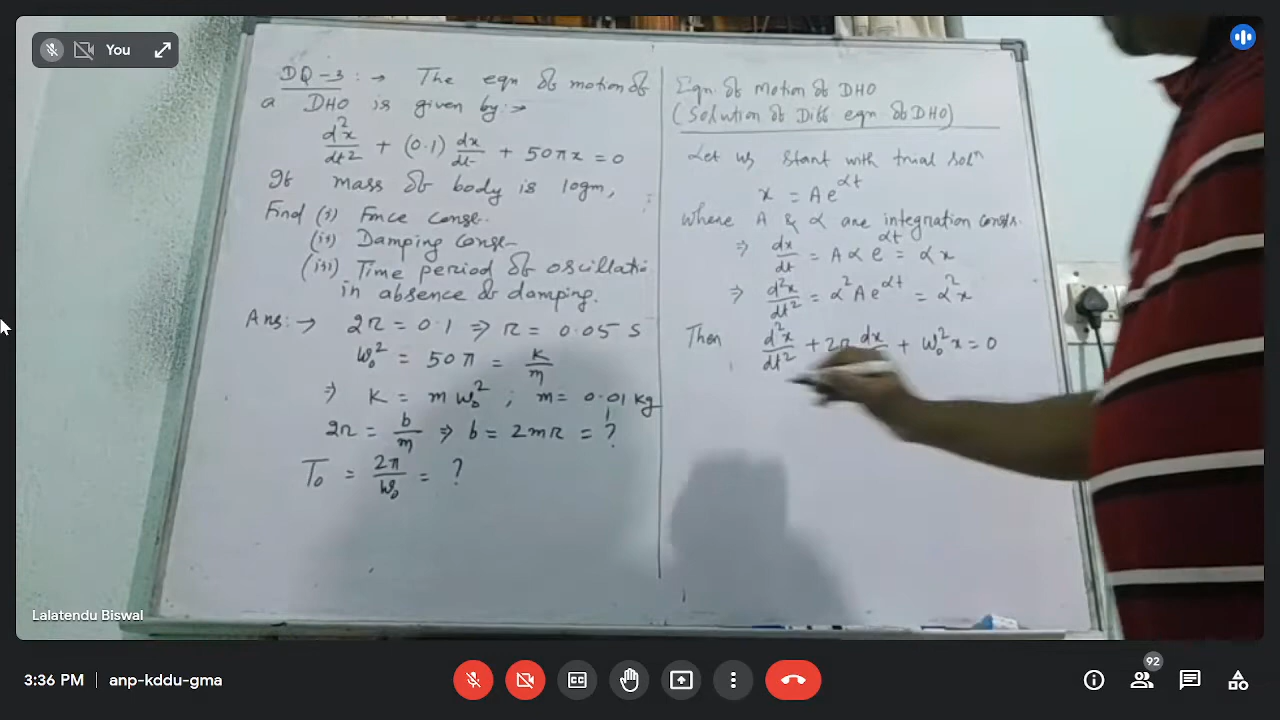 You
DQ-3 :→ The eqn of motion of
a DHO is given by:→
d²x/dt² + (0.1) dx/dt + 50πx = 0
If mass of body is 10gm,
Find (i) Force const.
(ii) Damping const
(iii) Time period of oscillatio
in absence of damping.
Ans:→ 2r = 0.1 ⇒ r = 0.05 S
ω₀² = 50π = k/m
⇒ k = mω₀² ; m = 0.01 kg
2r = b/m ⇒ b = 2mr = ?
T₀ = 2π/ω₀ = ?
Eqn. of Motion of DHO
(Solution of Diff eqn of DHO)
Let us start with trial solⁿ
x = A e^αt
where A & α are integration consts.
⇒ dx/dt = Aα e^αt = αx
⇒ d²x/dt² = α² A e^αt = α²x
Then d²x/dt² + 2r dx + ω₀²x = 0
Lalatendu Biswal
3:36 PM | anp-kddu-gma
92